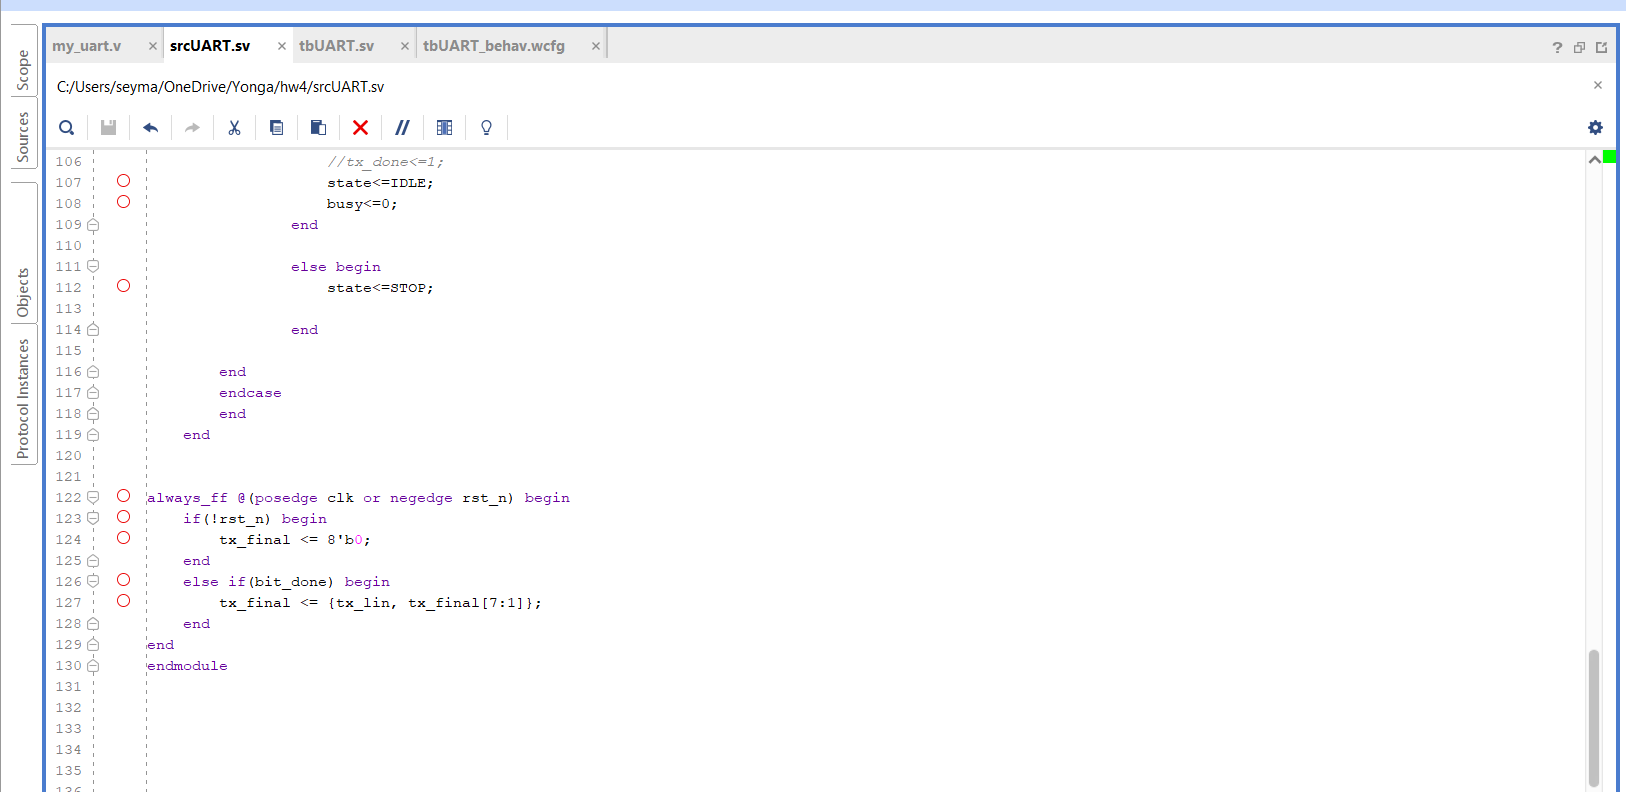 my_uart.v
srcUART.sv
tbUART.sv
tbUART_behav.wcfg
C:/Users/seyma/OneDrive/Yonga/hw4/srcUART.sv
Scope
Sources
Objects
Protocol Instances
106 //tx_done<=1;
107 state<=IDLE;
108 busy<=0;
109 end
110
111 else begin
112 state<=STOP;
113
114 end
115
116 end
117 endcase
118 end
119 end
120
121
122 always_ff @(posedge clk or negedge rst_n) begin
123 if(!rst_n) begin
124 tx_final <= 8'b0;
125 end
126 else if(bit_done) begin
127 tx_final <= {tx_lin, tx_final[7:1]};
128 end
129 end
130 endmodule
131
132
133
134
135
136